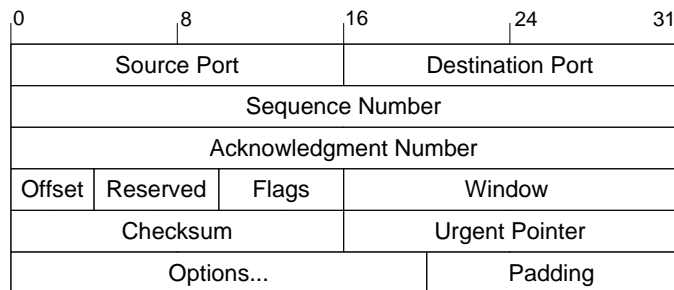 0 8 16 24 31
Source Port Destination Port
Sequence Number
Acknowledgment Number
Offset Reserved Flags Window
Checksum Urgent Pointer
Options... Padding